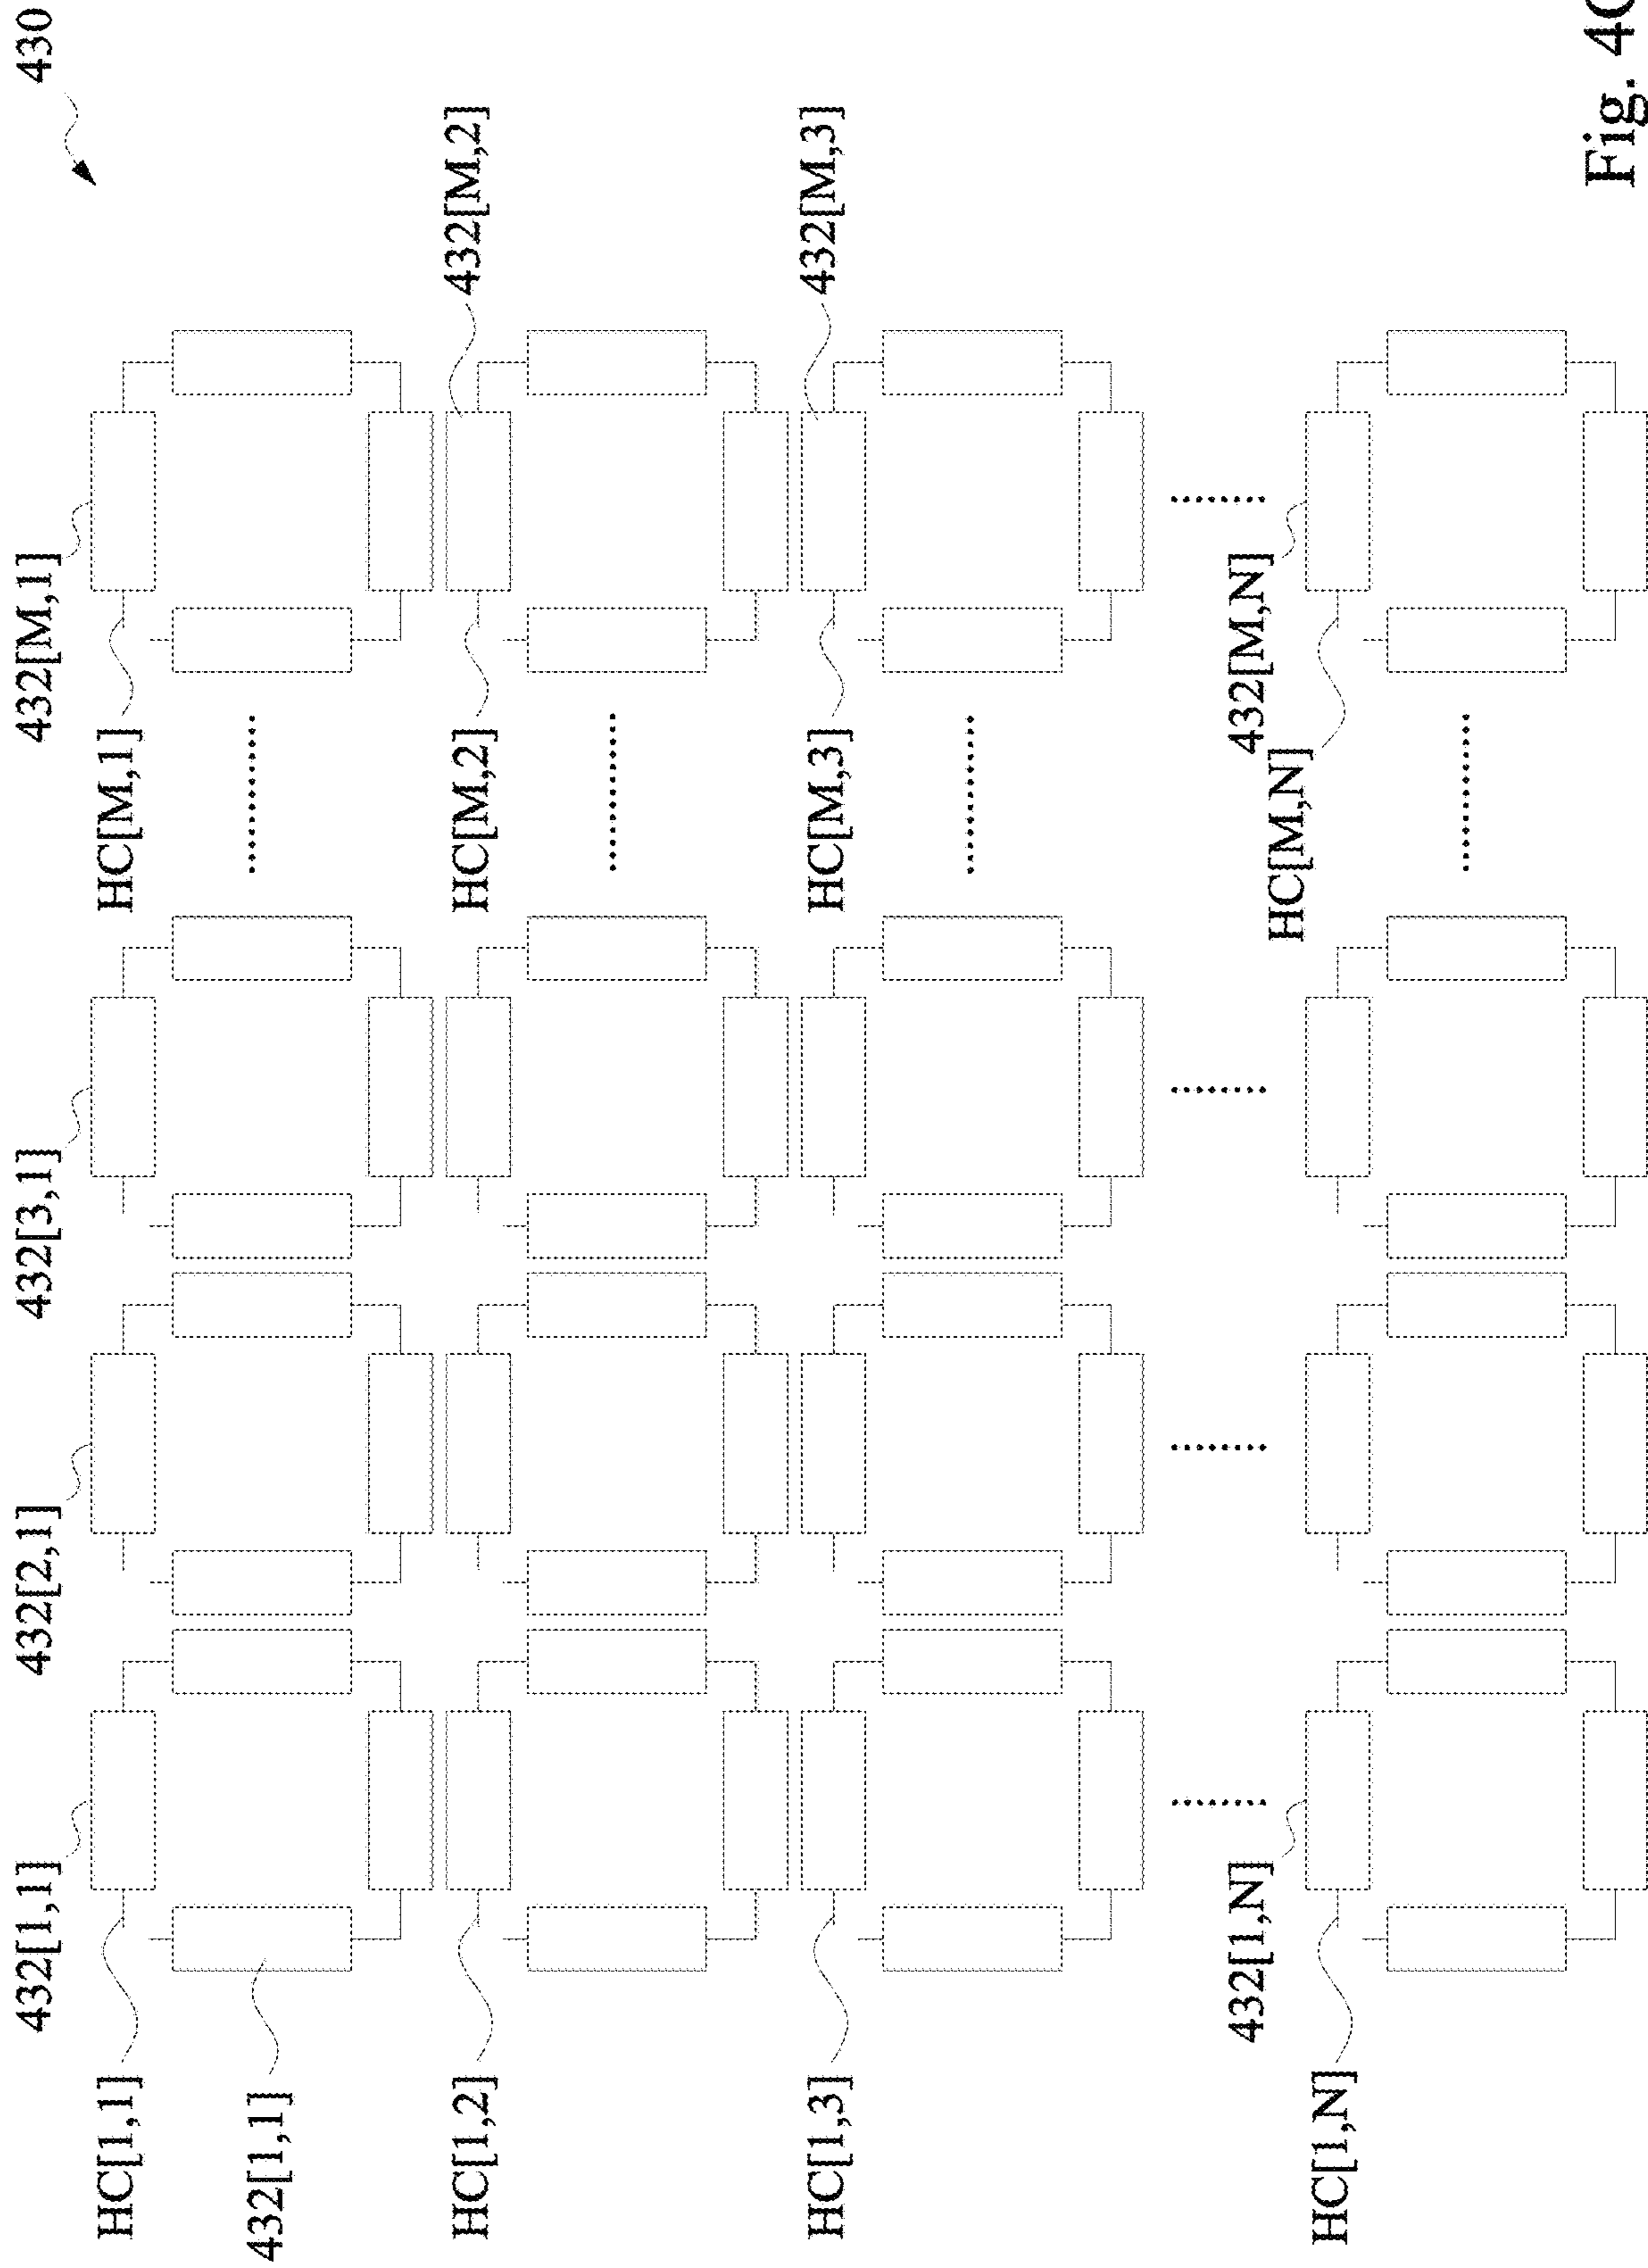 432[1,1] 432[2,1] 432[3,1] 432[M,1] 430
HC[1,1] HC[M,1]
432[1,1]
HC[1,2] HC[M,2] 432[M,2]
HC[1,3] HC[M,3] 432[M,3]
432[1,N] 432[M,N]
HC[1,N] HC[M,N]
Fig.